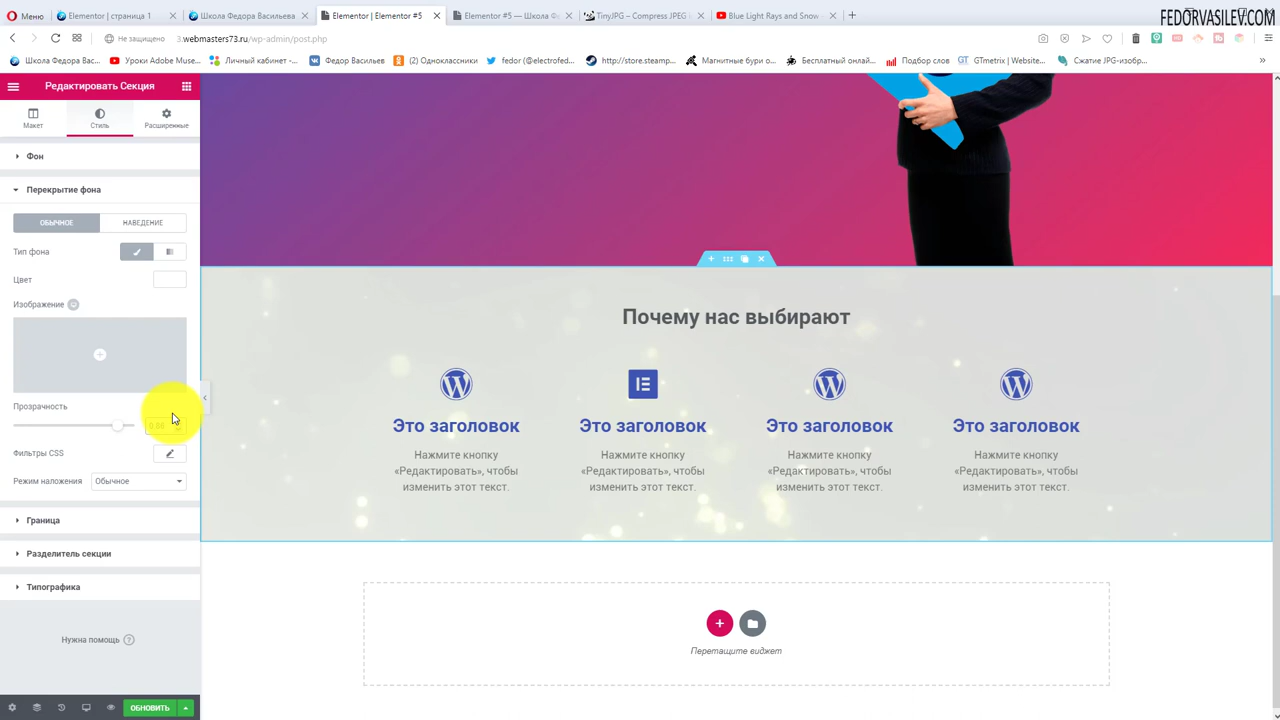 Меню
Elementor | страница 1
Школа Федора Васильева
Elementor | Elementor #5
Elementor #5 — Школа Ф
TinyJPG – Compress JPEG
Blue Light Rays and Snow
FEDORVASILEV.COM
Не защищено
3.webmasters73.ru/wp-admin/post.php
Школа Федора Вас...
Уроки Adobe Muse...
Личный кабинет -...
Федор Васильев
(2) Одноклассники
fedor (@electrofed...
http://store.steamp...
Магнитные бури о...
Бесплатный онлай...
Подбор слов
GTmetrix | Website...
Сжатие JPG-изобр...
Редактировать Секция
Макет
Стиль
Расширенные
Фон
Перекрытие фона
ОБЫЧНОЕ
НАВЕДЕНИЕ
Тип фона
Цвет
Изображение
Прозрачность
Фильтры CSS
Режим наложения
Обычное
Граница
Разделитель секции
Типографика
Нужна помощь
ОБНОВИТЬ
Почему нас выбирают
Это заголовок
Это заголовок
Это заголовок
Это заголовок
Нажмите кнопку
«Редактировать», чтобы
изменить этот текст.
Нажмите кнопку
«Редактировать», чтобы
изменить этот текст.
Нажмите кнопку
«Редактировать», чтобы
изменить этот текст.
Нажмите кнопку
«Редактировать», чтобы
изменить этот текст.
Перетащите виджет